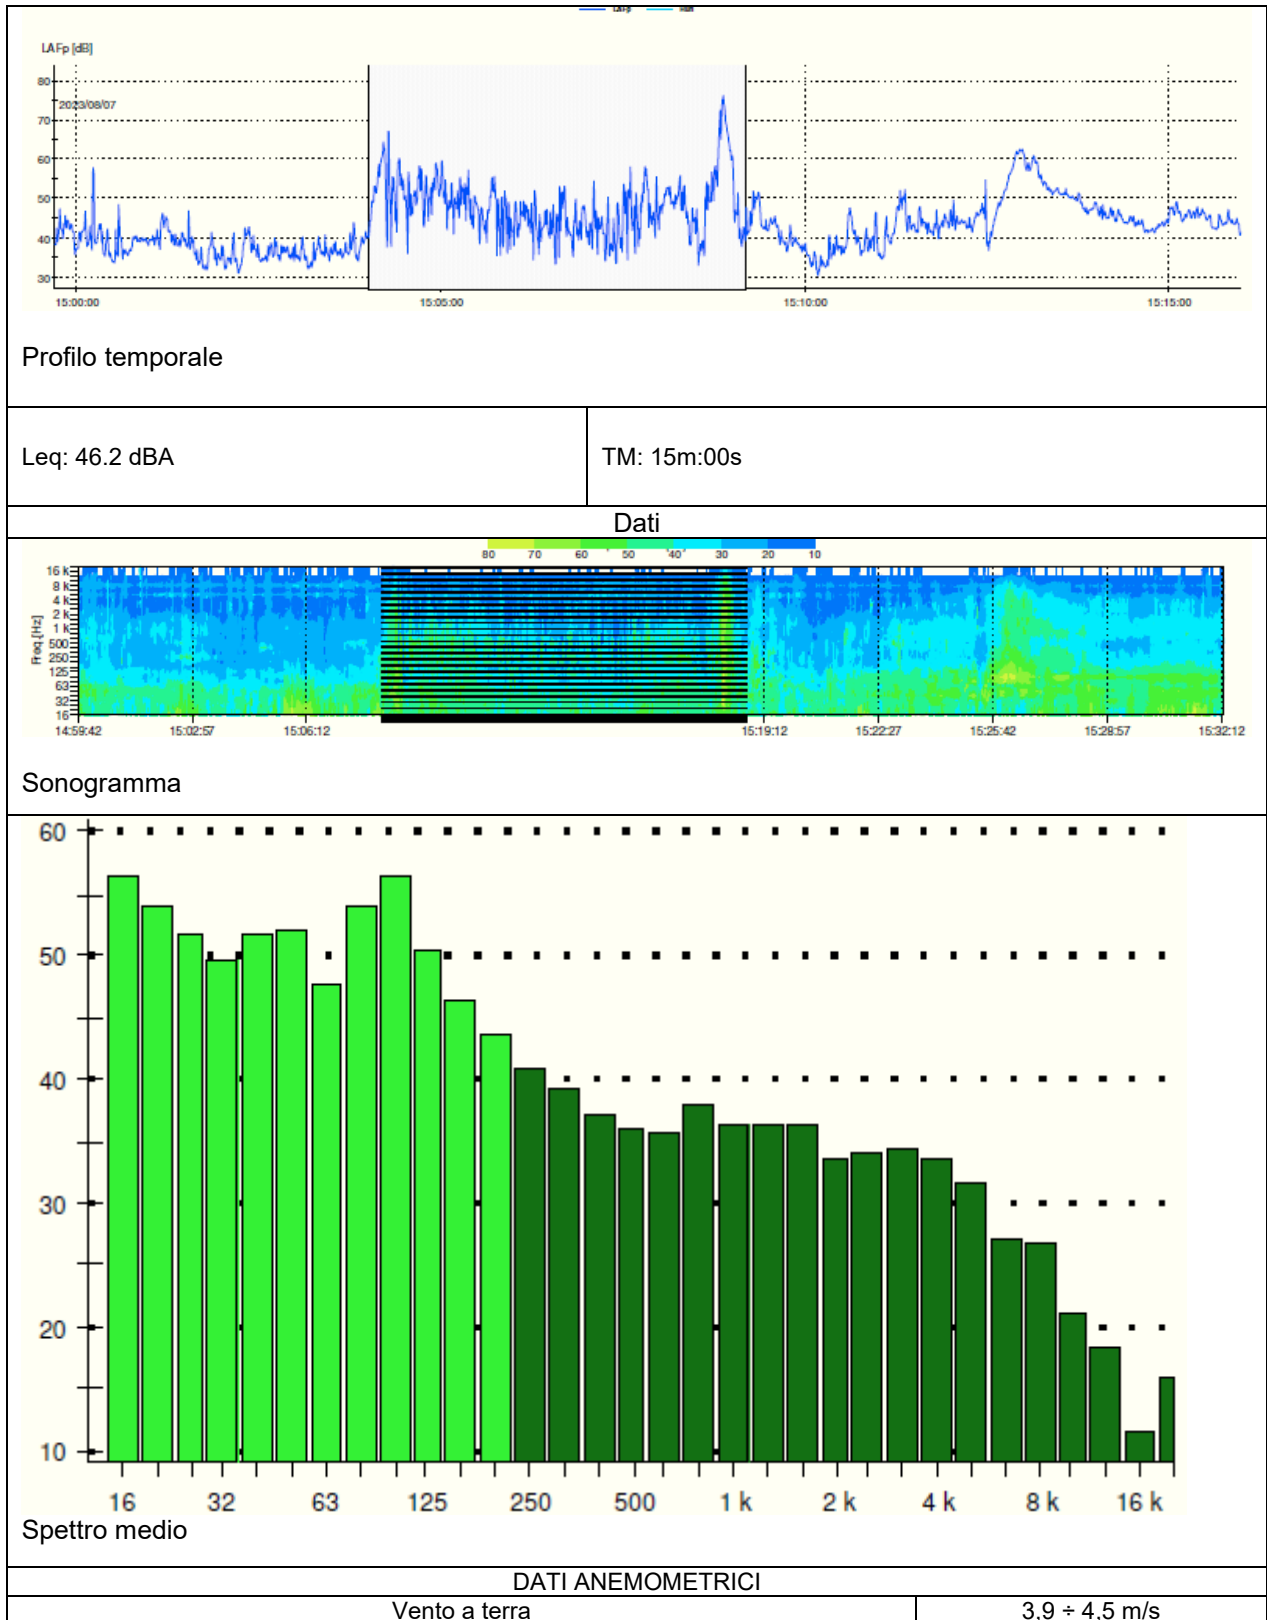 LAFp
LAFp [dB]
80
2023/08/07
70
60
50
40
30
15:00:00 15:05:00 15:10:00 15:15:00
Profilo temporale
Leq: 46.2 dBA TM: 15m:00s
Dati
80 70 60 50 40 30 20 10
Freq.[Hz]
16 k
8 k
4 k
2 k
1 k
500
250
125
63
32
16
14:59:42 15:02:57 15:06:12 15:19:12 15:22:27 15:25:42 15:28:57 15:32:12
Sonogramma
60
50
40
30
20
10
16 32 63 125 250 500 1 k 2 k 4 k 8 k 16 k
Spettro medio
DATI ANEMOMETRICI
Vento a terra 3,9 ÷ 4,5 m/s